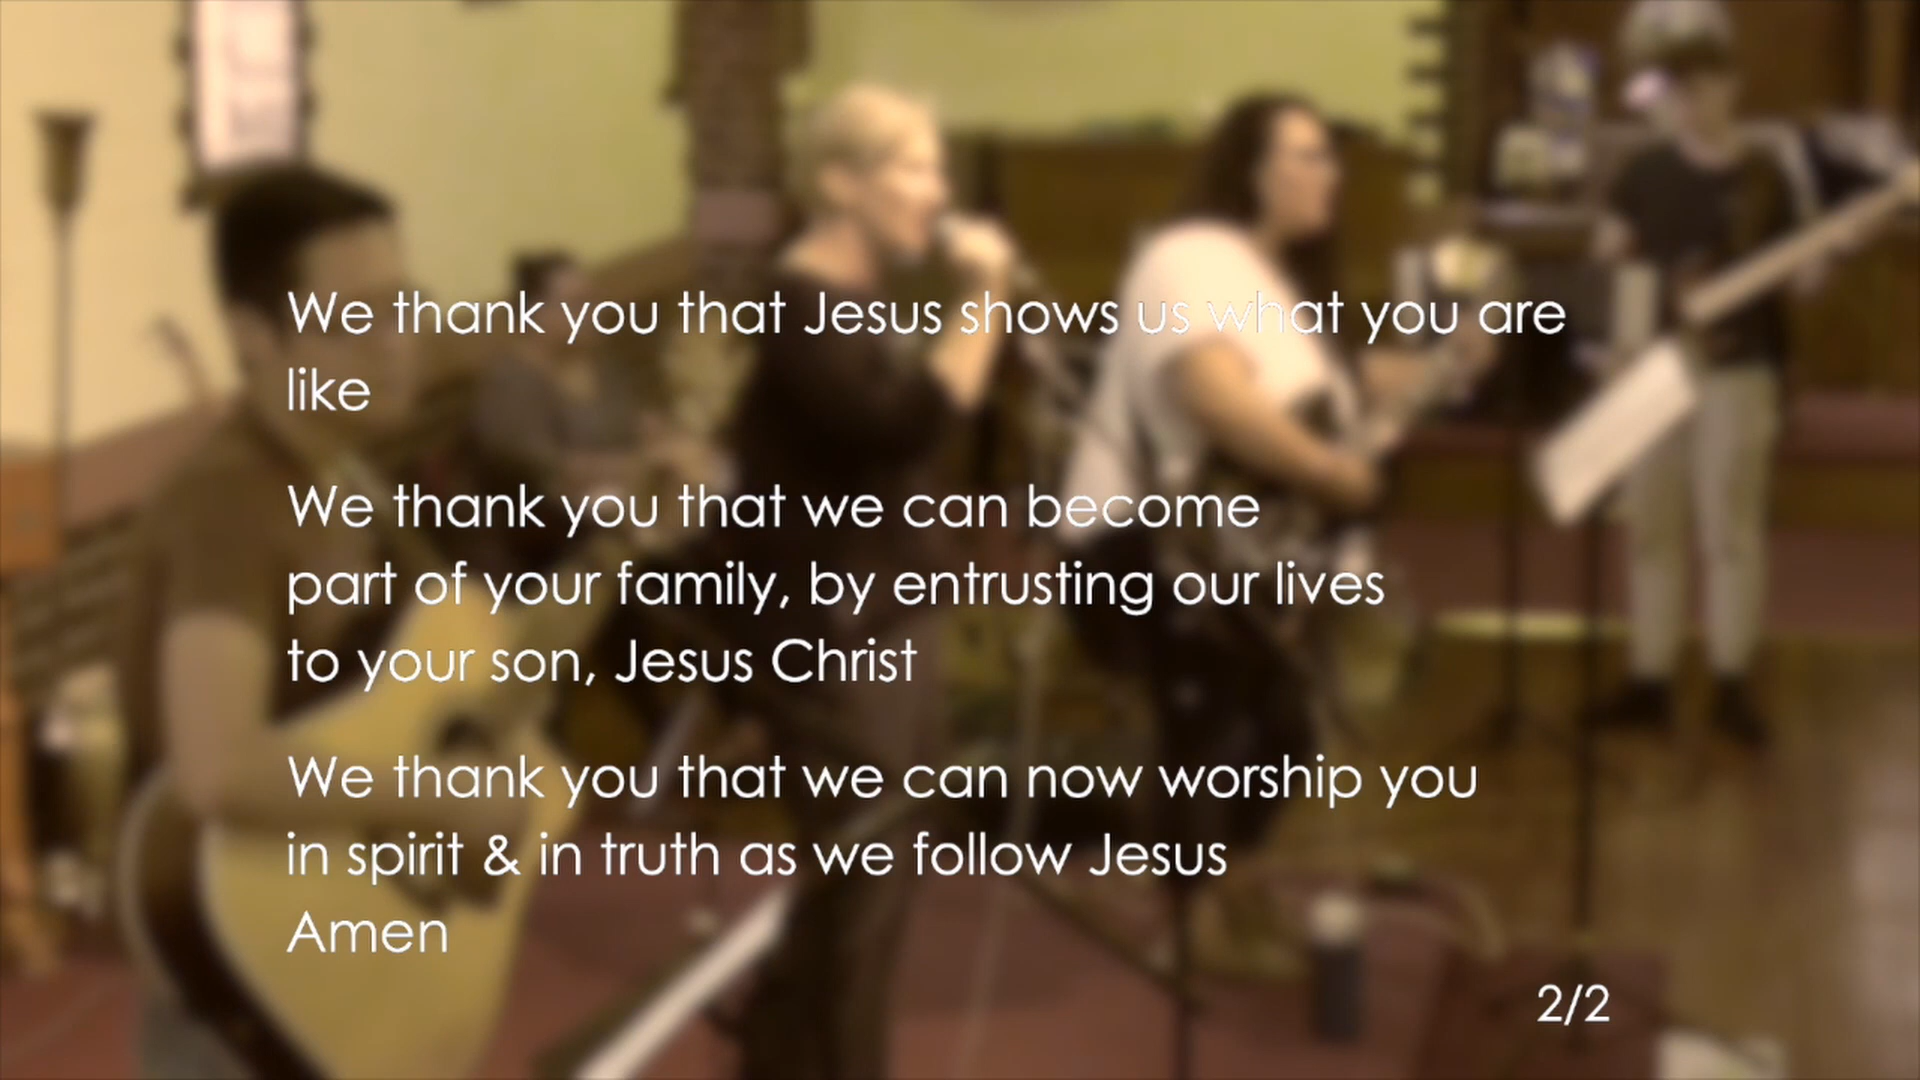 We thank you that Jesus shows us what you are
like
We thank you that we can become
part of your family, by entrusting our lives
to your son, Jesus Christ
We thank you that we can now worship you
in spirit & in truth as we follow Jesus
Amen
2/2